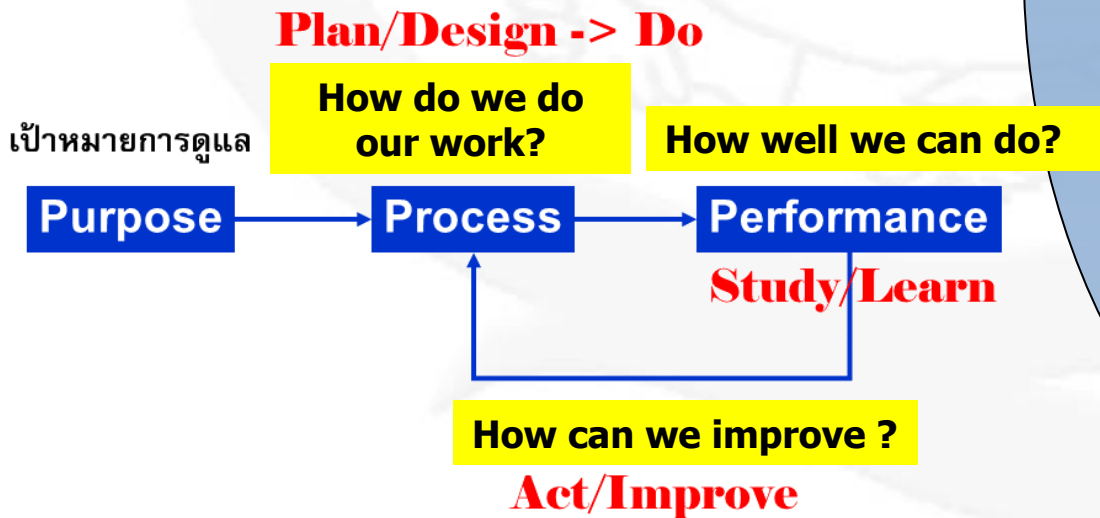 Plan/Design -> Do
How do we do
our work?
เป้าหมายการดูแล
How well we can do?
Purpose
Process
Performance
Study/Learn
How can we improve ?
Act/Improve